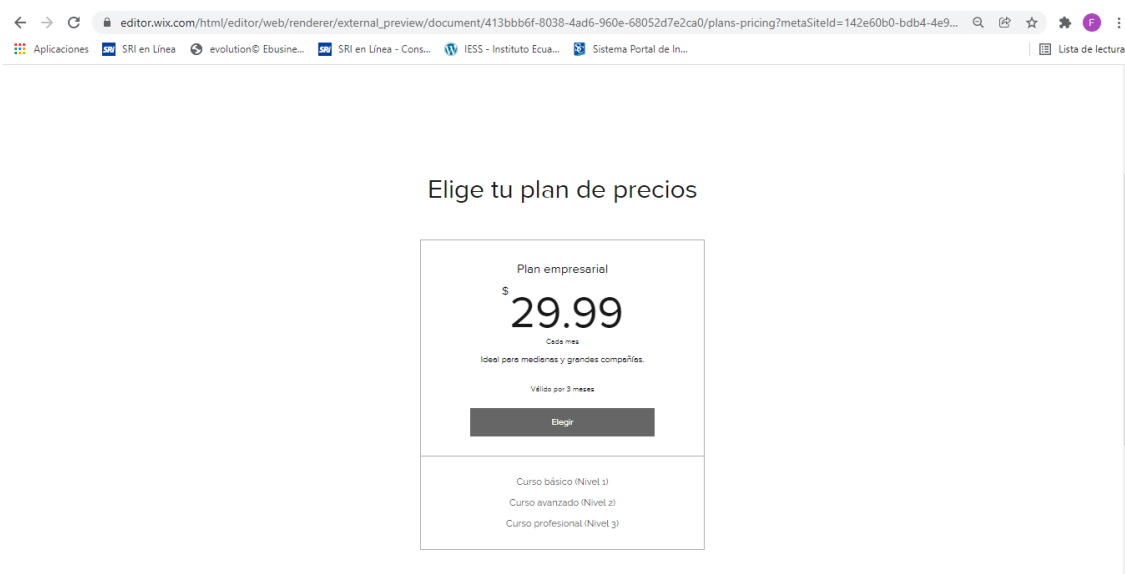 editor.wix.com/html/editor/web/renderer/external_preview/document/413bbb6f-8038-4ad6-960e-68052d7e2ca0/plans-pricing?metaSiteId=142e60b0-bdb4-4e9...
F
Aplicaciones SRI SRI en Línea evolution© Ebusine... SRI SRI en Línea - Cons... IESS - Instituto Ecua... Sistema Portal de In... Lista de lectura
Elige tu plan de precios
Plan empresarial
$
29.99
Cada mes
Ideal para medianas y grandes compañías.
Válido por 3 meses
Elegir
Curso básico (Nivel 1)
Curso avanzado (Nivel 2)
Curso profesional (Nivel 3)